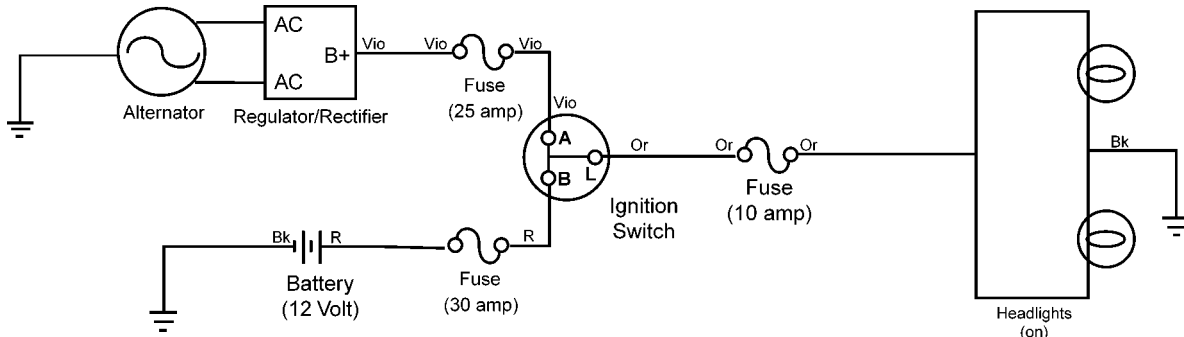 AC
AC
B+
Alternator
Regulator/Rectifier
Vio
Vio
Vio
Fuse
(25 amp)
Vio
A
B
L
Ignition
Switch
Or
Or
Or
Fuse
(10 amp)
Bk
Headlights
(on)
Bk
R
Battery
(12 Volt)
R
Fuse
(30 amp)